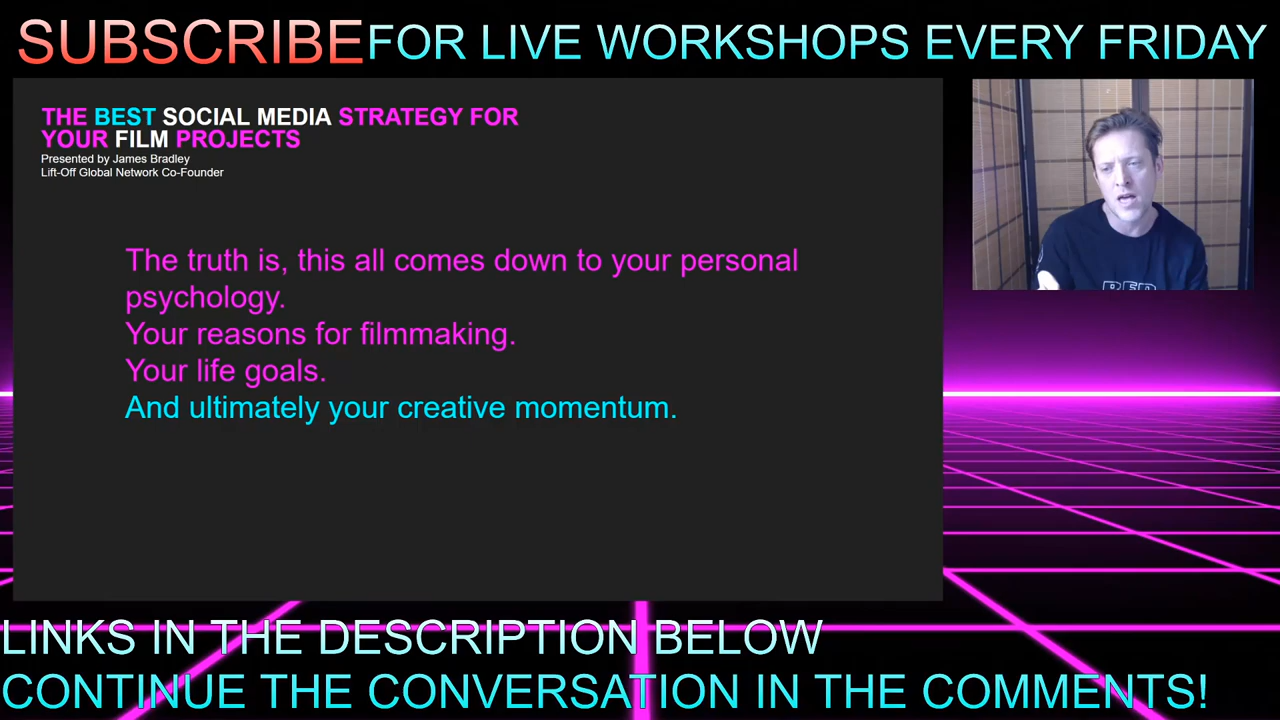 SUBSCRIBE FOR LIVE WORKSHOPS EVERY FRIDAY
THE BEST SOCIAL MEDIA STRATEGY FOR
YOUR FILM PROJECTS
Presented by James Bradley
Lift-Off Global Network Co-Founder
The truth is, this all comes down to your personal
psychology.
Your reasons for filmmaking.
Your life goals.
And ultimately your creative momentum.
LINKS IN THE DESCRIPTION BELOW
CONTINUE THE CONVERSATION IN THE COMMENTS!